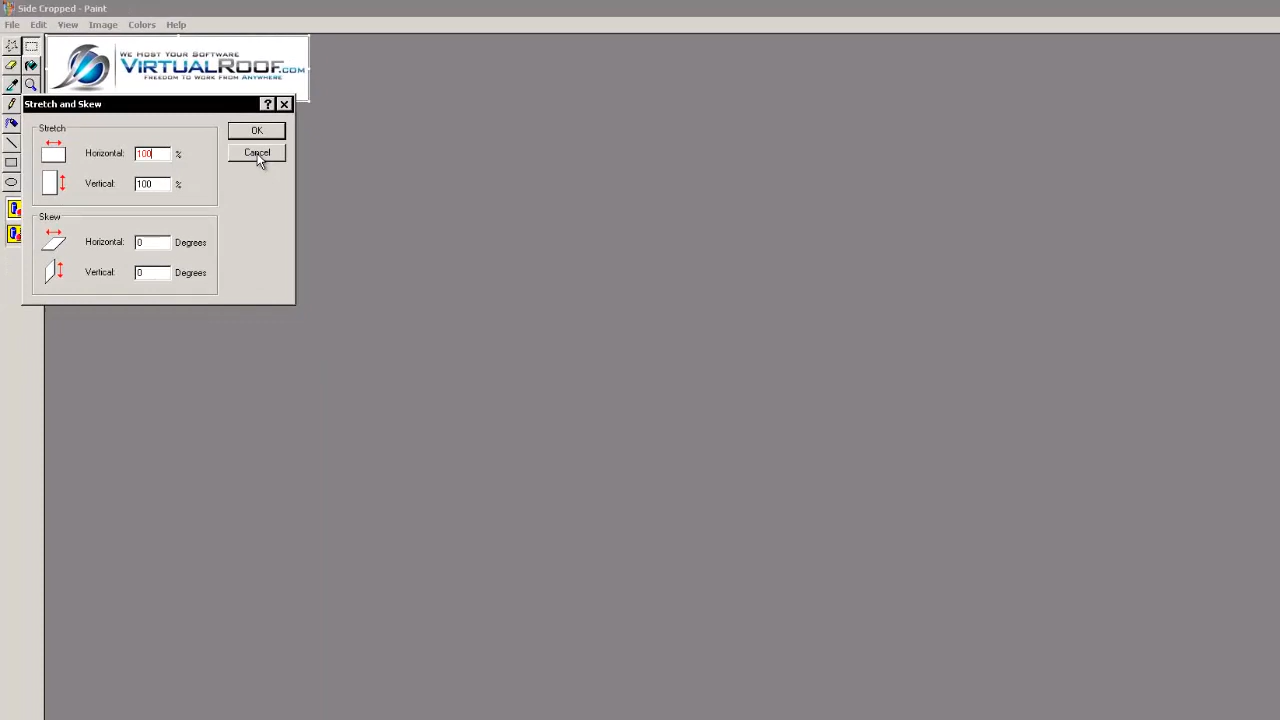 Side Cropped - Paint
File Edit View Image Colors Help
We Host Your Software
VirtualRoof.com
Freedom to Work from Anywhere
Stretch and Skew
Stretch
OK
Horizontal: 100 %
Cancel
Vertical: 100 %
Skew
Horizontal: 0 Degrees
Vertical: 0 Degrees